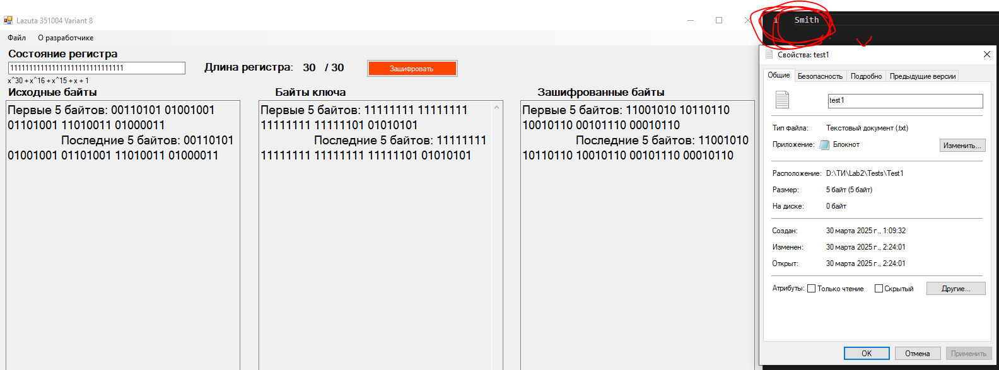 Lazuta 351004 Variant 8
Файл О разработчике
Состояние регистра
111111111111111111111111111111
Длина регистра: 30 / 30
Зашифровать
x^30 + x^16 + x^15 + x + 1
Исходные байты
Первые 5 байтов: 00110101 01001001
01101001 11010011 01000011
Последние 5 байтов: 00110101
01001001 01101001 11010011 01000011
Байты ключа
Первые 5 байтов: 11111111 11111111
11111111 11111101 01010101
Последние 5 байтов: 11111111
11111111 11111111 11111101 01010101
Зашифрованные байты
Первые 5 байтов: 11001010 10110110
10010110 00101110 00010110
Последние 5 байтов: 11001010
10110110 10010110 00101110 00010110
1 Smith
Свойства: test1
Общие Безопасность Подробно Предыдущие версии
test1
Тип файла: Текстовый документ (.txt)
Приложение: Блокнот Изменить...
Расположение: D:\ТИ\Lab2\Tests\Test1
Размер: 5 байт (5 байт)
На диске: 0 байт
Создан: 30 марта 2025 г., 1:09:32
Изменен: 30 марта 2025 г., 2:24:01
Открыт: 30 марта 2025 г., 2:24:01
Атрибуты: Только чтение Скрытый Другие...
OK Отмена Применить